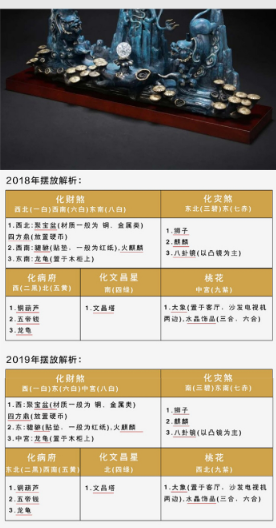 2018年摆放解析：
化财煞
西北(一白)西南(六白)东南(八白)
化灾煞
东北(三碧)东(七赤)
1.西北:聚宝盆(材质一般为 铜、金属类)
四方鼎(放置硬币)
2.西南:貔貅(贴垫、一般为红纸).火麒麟
3.东南:龙龟(置于木柜上)
1.狮子
2.麒麟
3.八卦镜(以凸镜为主)
化病府
西(二黑)北(五黄)
化文昌星
南(四绿)
桃花
中宫(九紫)
1.铜葫芦
2.五帝钱
3.龙龟
1.文昌塔
1.大象(置于客厅、沙发电视机
两边).水晶饰品(三合、六合)
2019年摆放解析：
化财煞
西(一白)东(六白)中宫(八白)
化灾煞
南(三碧)东南(七赤)
1.西:聚宝盆(材质一般为 铜、金属类)
四方鼎(放置硬币)
2.东:貔貅(贴垫、一般为红纸).火麒麟
3.中宫:龙龟(置于木柜上)
1.狮子
2.麒麟
3.八卦镜(以凸镜为主)
化病府
东北(二黑)西南(五黄)
化文昌星
北(四绿)
桃花
西北(九紫)
1.铜葫芦
2.五帝钱
3.龙龟
1.文昌塔
1.大象(置于客厅、沙发电视机
两边).水晶饰品(三合、六合)